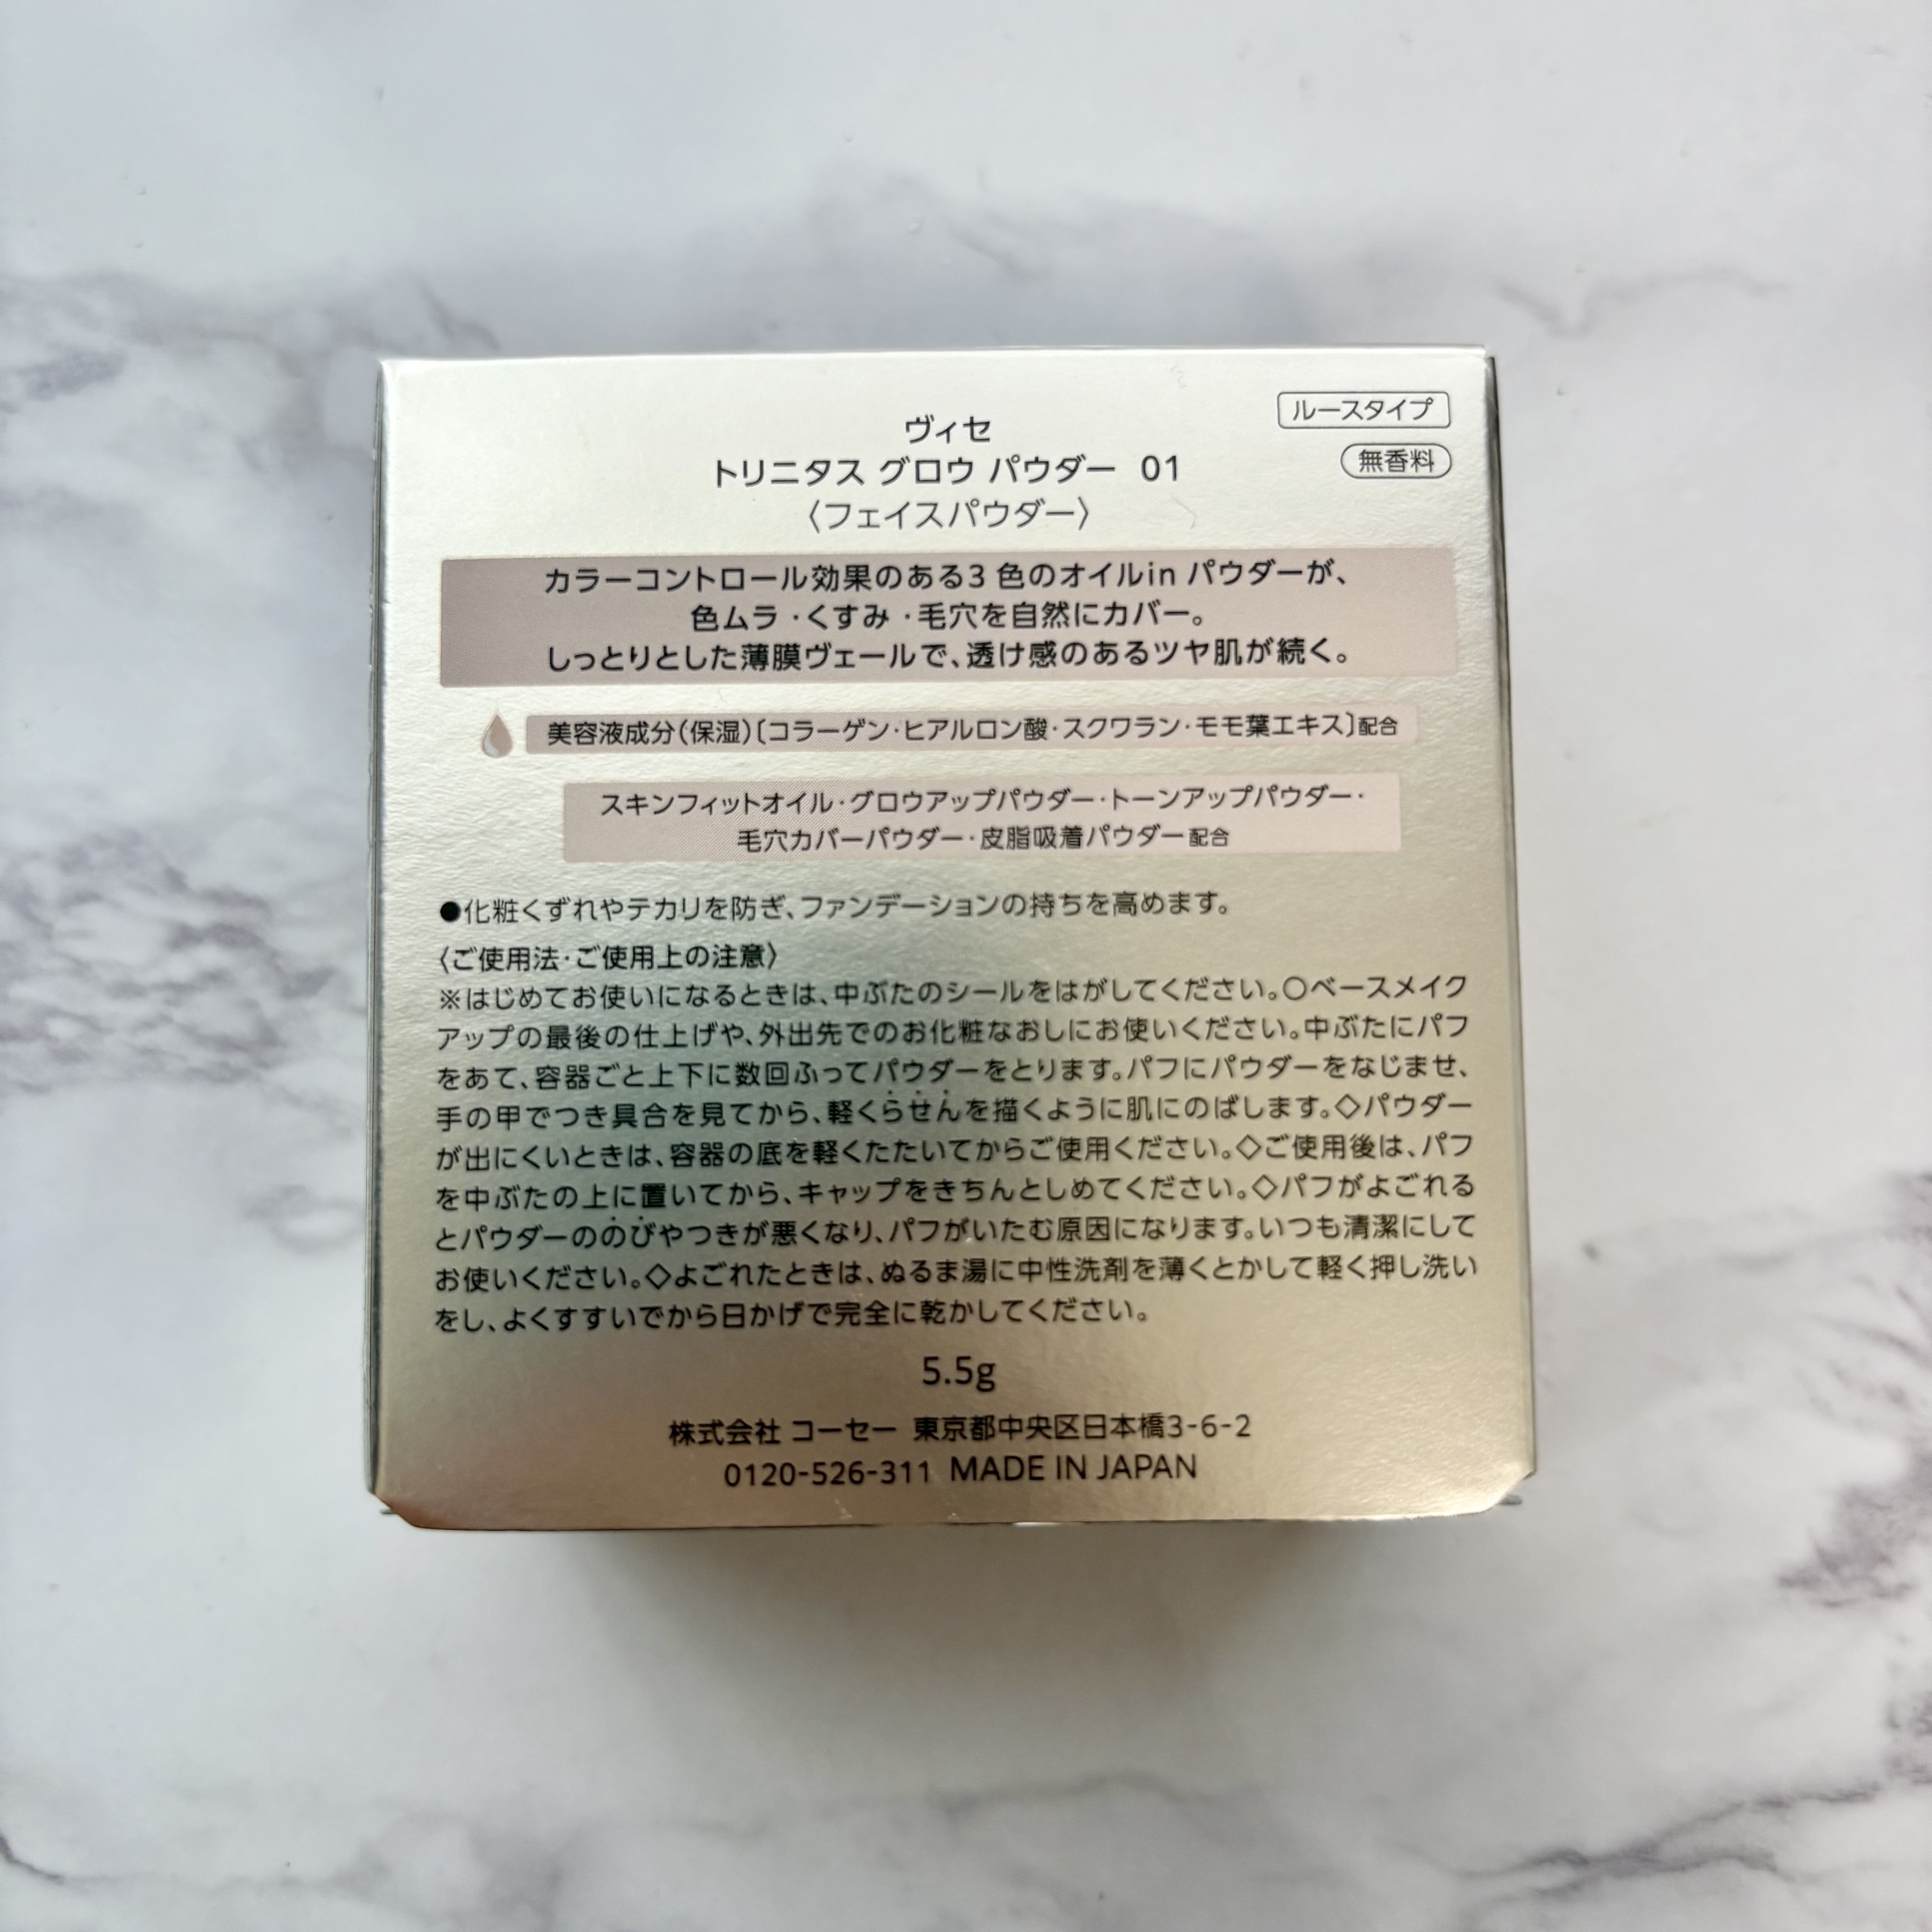 ルースタイプ
無香料
ヴィセ
トリニタス グロウ パウダー 01
〈フェイスパウダー〉
カラーコントロール効果のある3 色のオイルin パウダーが、
色ムラ・くすみ・毛穴を自然にカバー。
しっとりとした薄膜ヴェールで、透け感のあるツヤ肌が続く。
美容液成分(保湿)〔コラーゲン・ヒアルロン酸・スクワラン・モモ葉エキス〕配合
スキンフィットオイル・グロウアップパウダー・トーンアップパウダー・
毛穴カバーパウダー・皮脂吸着パウダー配合
●化粧くずれやテカリを防ぎ、ファンデーションの持ちを高めます。
〈ご使用法・ご使用上の注意〉
※はじめてお使いになるときは、中ぶたのシールをはがしてください。○ベースメイク
アップの最後の仕上げや、外出先でのお化粧なおしにお使いください。中ぶたにパフ
をあて、容器ごと上下に数回ふってパウダーをとります。パフにパウダーをなじませ、
手の甲でつき具合を見てから、軽くらせんを描くように肌にのばします。◇パウダー
が出にくいときは、容器の底を軽くたたいてからご使用ください。◇ご使用後は、パフ
を中ぶたの上に置いてから、キャップをきちんとしめてください。◇パフがよごれる
とパウダーののびやつきが悪くなり、パフがいたむ原因になります。いつも清潔にして
お使いください。◇よごれたときは、ぬるま湯に中性洗剤を薄くとかして軽く押し洗い
をし、よくすすいでから日かげで完全に乾かしてください。
5.5g
株式会社 コーセー 東京都中央区日本橋3-6-2
0120-526-311 MADE IN JAPAN